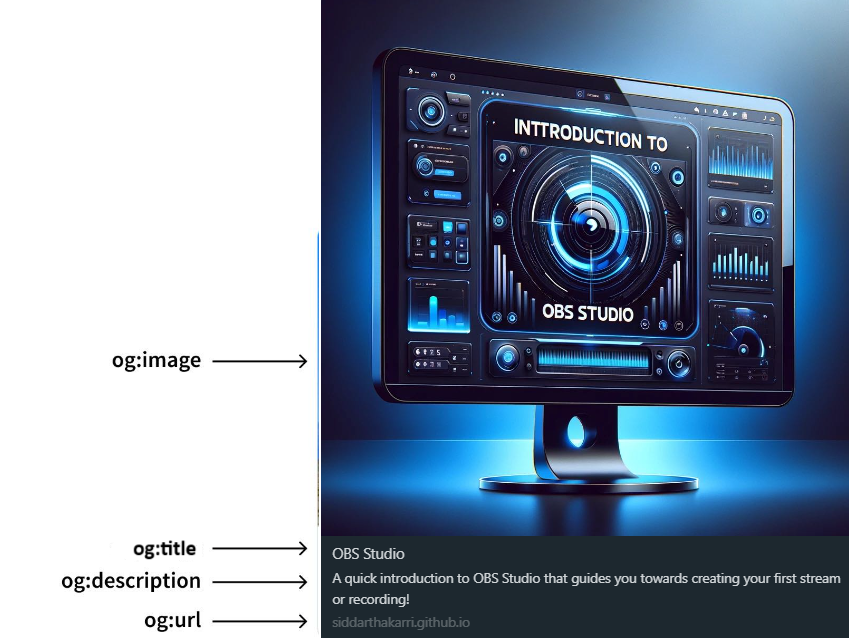 INTTRODUCTION TO
OBS STUDIO
og:image
og:title
OBS Studio
og:description
A quick introduction to OBS Studio that guides you towards creating your first stream
or recording!
og:url
siddarthakarri.github.io